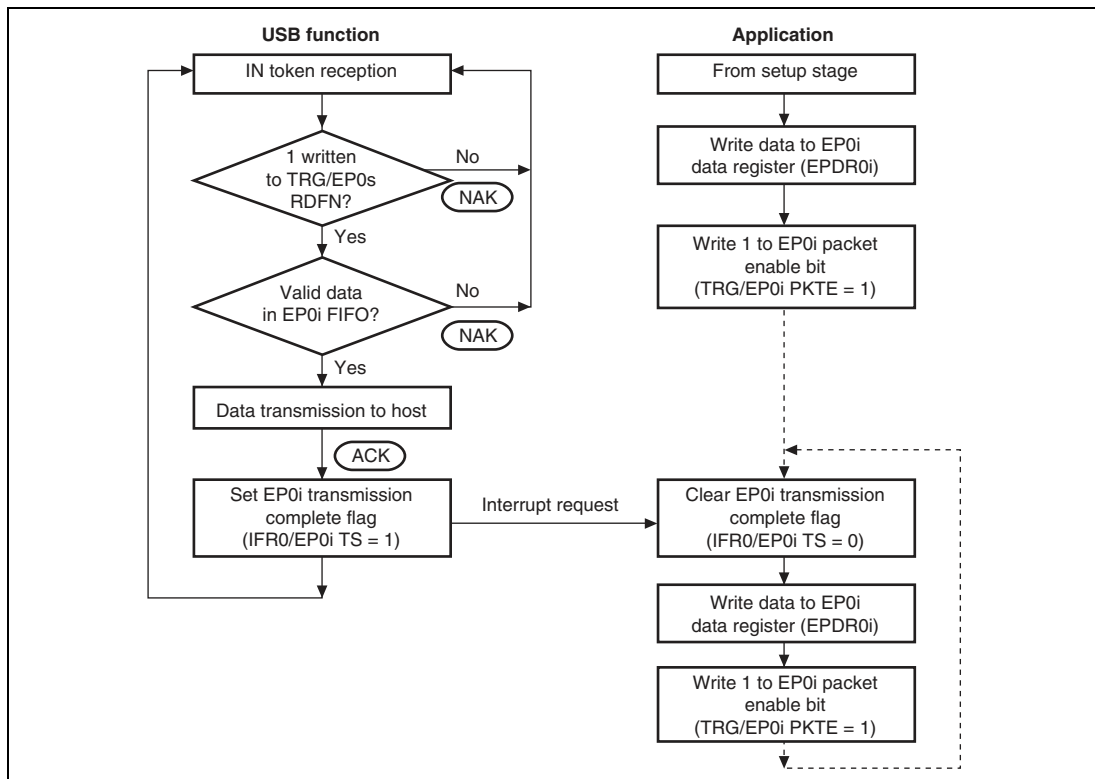 USB function
IN token reception
1 written
to TRG/EP0s
RDFN?
No
NAK
Yes
Valid data
in EP0i FIFO?
No
NAK
Yes
Data transmission to host
ACK
Set EP0i transmission
complete flag
(IFR0/EP0i TS = 1)
Interrupt request
Application
From setup stage
Write data to EP0i
data register (EPDR0i)
Write 1 to EP0i packet
enable bit
(TRG/EP0i PKTE = 1)
Clear EP0i transmission
complete flag
(IFR0/EP0i TS = 0)
Write data to EP0i
data register (EPDR0i)
Write 1 to EP0i packet
enable bit
(TRG/EP0i PKTE = 1)